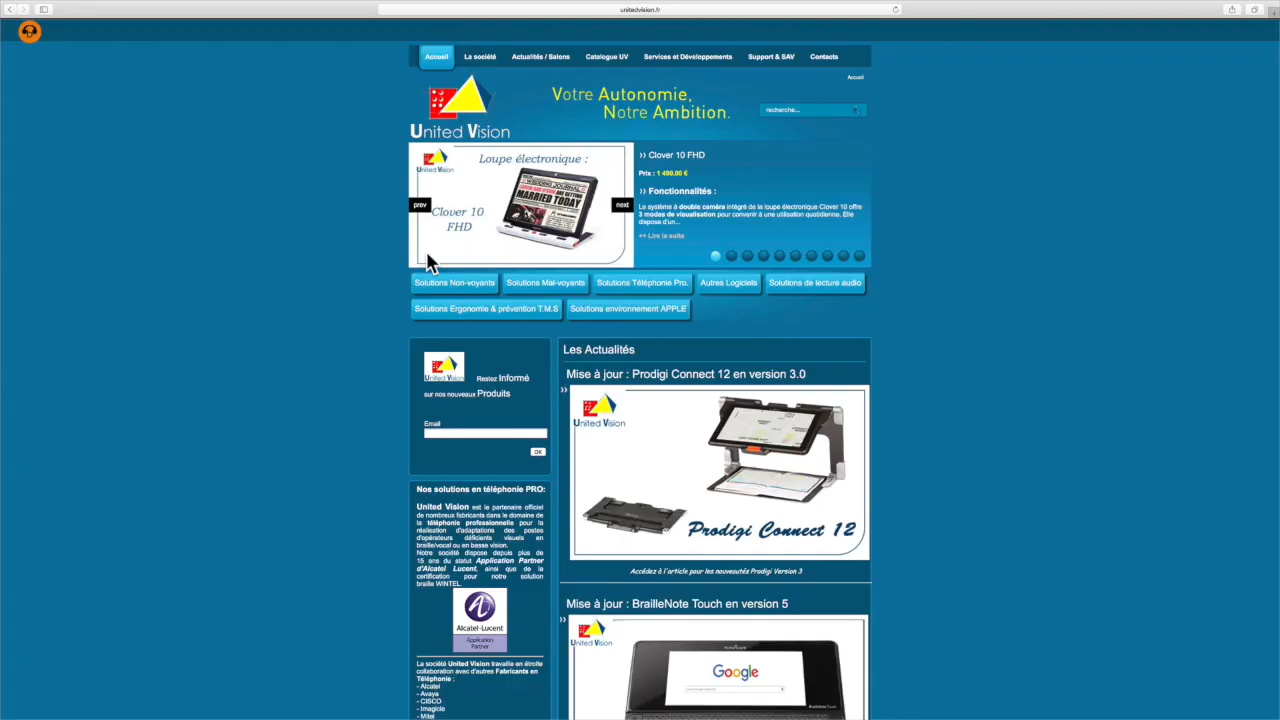 unitedvision.fr
Accueil
La société
Actualités / Salons
Catalogue UV
Services et Développements
Support & SAV
Contacts
Accueil
United Vision
Votre Autonomie,
Notre Ambition.
recherche...
United Vision
Loupe électronique :
Clover 10
FHD
WEDDING JOURNAL
MARRIED TODAY
prev
next
›› Clover 10 FHD
Prix : 1 490.00 €
›› Fonctionnalités :
Le système à double caméra intégré de la loupe électronique Clover 10 offre
3 modes de visualisation pour convenir à une utilisation quotidienne. Elle
dispose d'un...
Lire la suite
Solutions Non-voyants
Solutions Mal-voyants
Solutions Téléphonie Pro.
Autres Logiciels
Solutions de lecture audio
Solutions Ergonomie & prévention T.M.S
Solutions environnement APPLE
United Vision
Restez Informé
sur nos nouveaux Produits
Email
OK
Nos solutions en téléphonie PRO:
United Vision est le partenaire officiel
de nombreux fabricants dans le domaine de
la téléphonie professionnelle pour la
réalisation d'adaptations des postes
d'opérateurs déficients visuels en
braille/vocal ou en basse vision.
Notre société dispose depuis plus de
15 ans du statut Application Partner
d'Alcatel Lucent, ainsi que de la
certification pour notre solution
braille WINTEL.
Alcatel-Lucent
Application
Partner
La société United Vision travaille en étroite
collaboration avec d'autres Fabricants en
Téléphonie :
- Alcatel
- Avaya
- CISCO
- Imagicle
- Mitel
Les Actualités
Mise à jour : Prodigi Connect 12 en version 3.0
United Vision
Prodigi Connect 12
Accédez à l'article pour les nouveautés Prodigi Version 3
Mise à jour : BrailleNote Touch en version 5
United Vision
Google
BrailleNote Touch